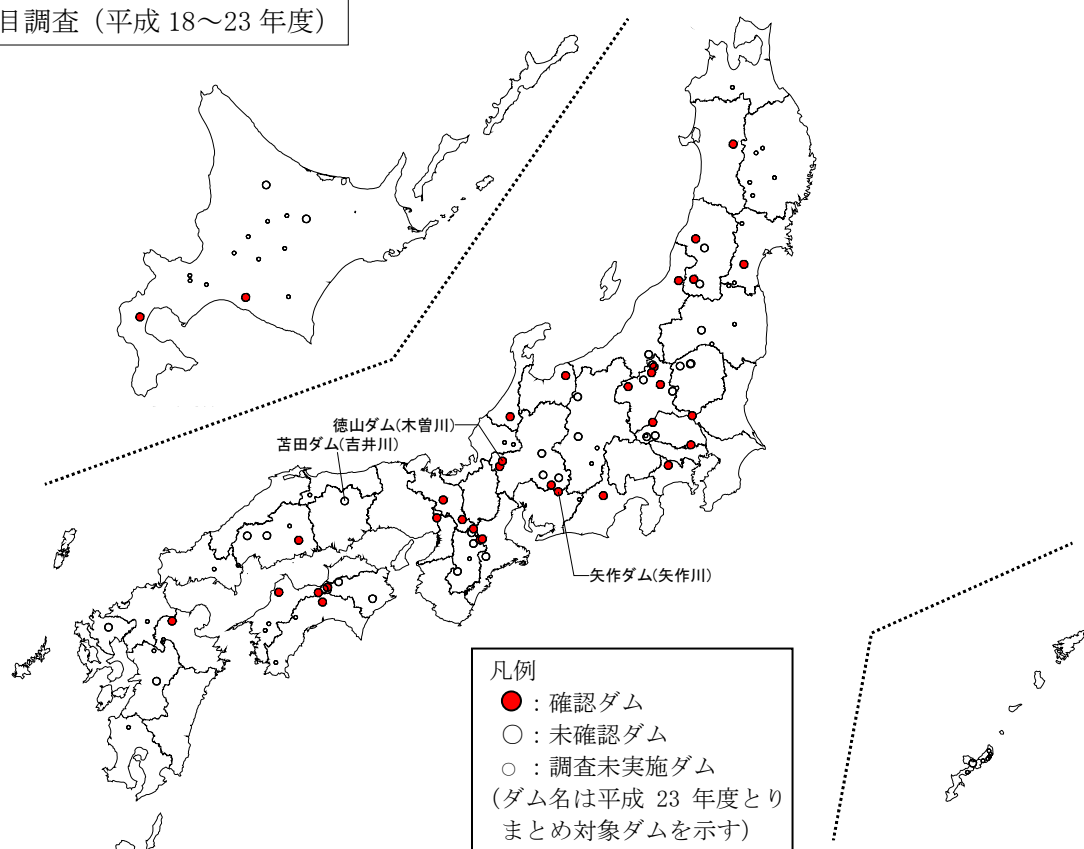 目調査（平成 18～23 年度）
徳山ダム(木曽川)
苫田ダム(吉井川)
矢作ダム(矢作川)
凡例
：確認ダム
：未確認ダム
：調査未実施ダム
(ダム名は平成 23 年度とり
まとめ対象ダムを示す)